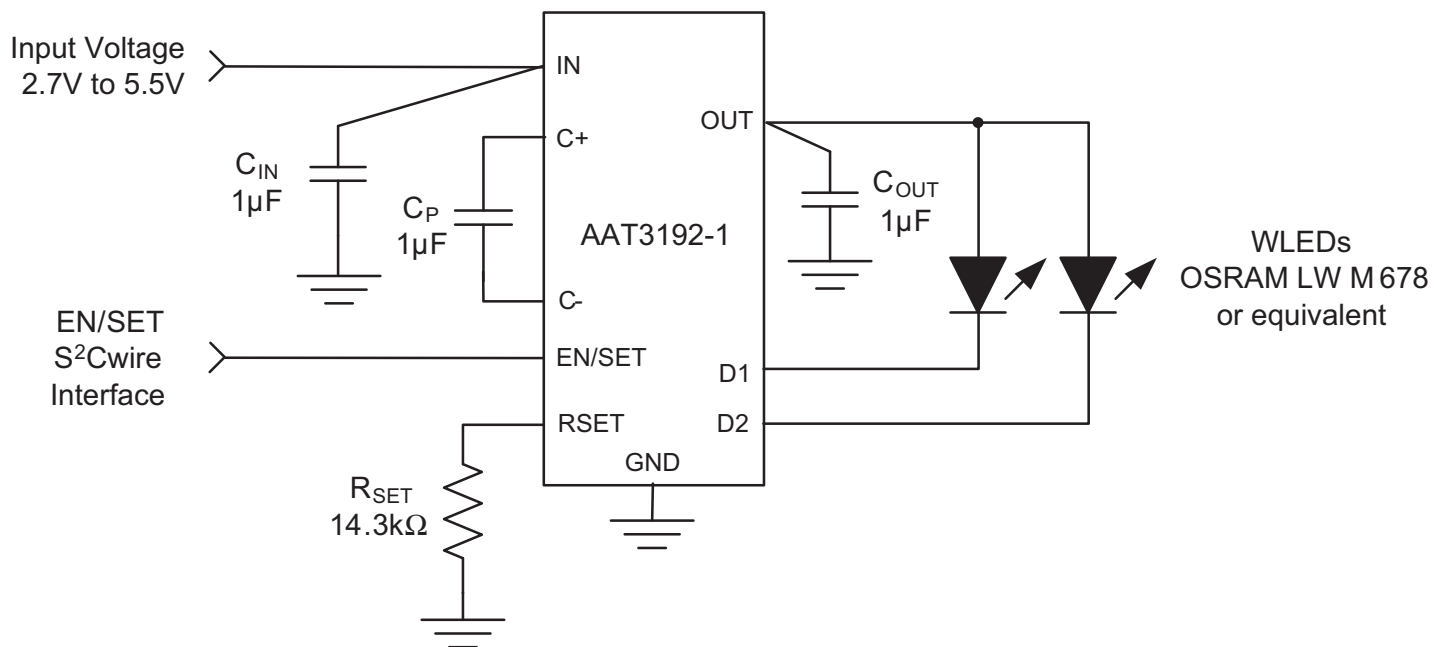 Input Voltage
2.7V to 5.5V
IN
C+
C_IN
1µF
C_P
1µF
C-
EN/SET
S²Cwire
Interface
EN/SET
RSET
R_SET
14.3kΩ
GND
AAT3192-1
OUT
C_OUT
1µF
D1
D2
WLEDs
OSRAM LW M 678
or equivalent